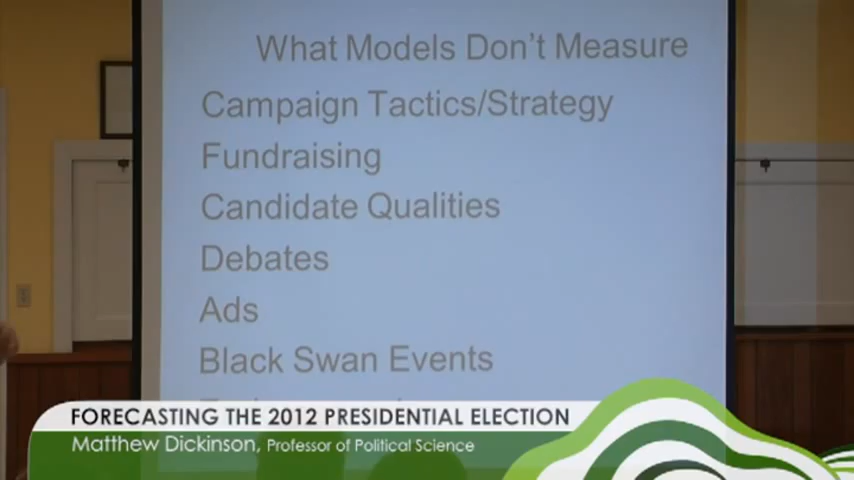 What Models Don't Measure
Campaign Tactics/Strategy
Fundraising
Candidate Qualities
Debates
Ads
Black Swan Events
FORECASTING THE 2012 PRESIDENTIAL ELECTION
Matthew Dickinson, Professor of Political Science